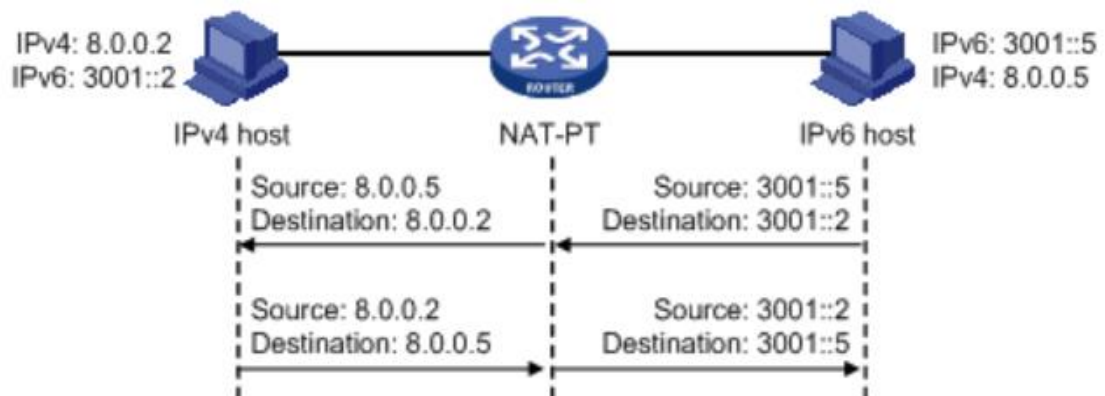 IPv4: 8.0.0.2
IPv6: 3001::2
IPv6: 3001::5
IPv4: 8.0.0.5
ROUTER
IPv4 host
NAT-PT
IPv6 host
Source: 8.0.0.5
Destination: 8.0.0.2
Source: 3001::5
Destination: 3001::2
Source: 8.0.0.2
Destination: 8.0.0.5
Source: 3001::2
Destination: 3001::5